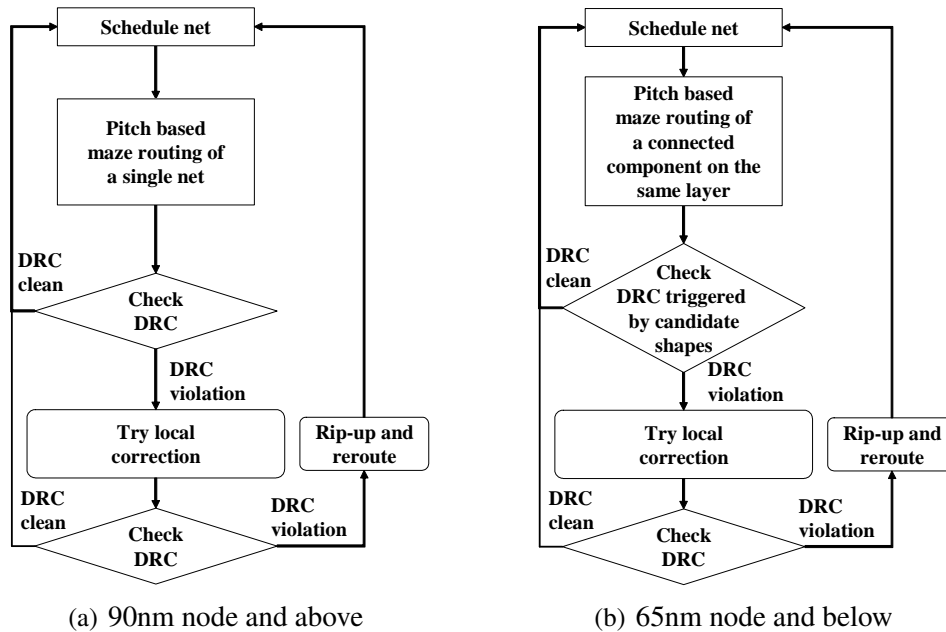 Schedule net
Pitch based
maze routing of
a single net
DRC
clean
Check
DRC
DRC
violation
Try local
correction
Rip-up and
reroute
DRC
clean
DRC
violation
Check
DRC
(a) 90nm node and above
Schedule net
Pitch based
maze routing of
a connected
component on the
same layer
DRC
clean
Check
DRC triggered
by candidate
shapes
DRC
violation
Try local
correction
Rip-up and
reroute
DRC
clean
DRC
violation
Check
DRC
(b) 65nm node and below